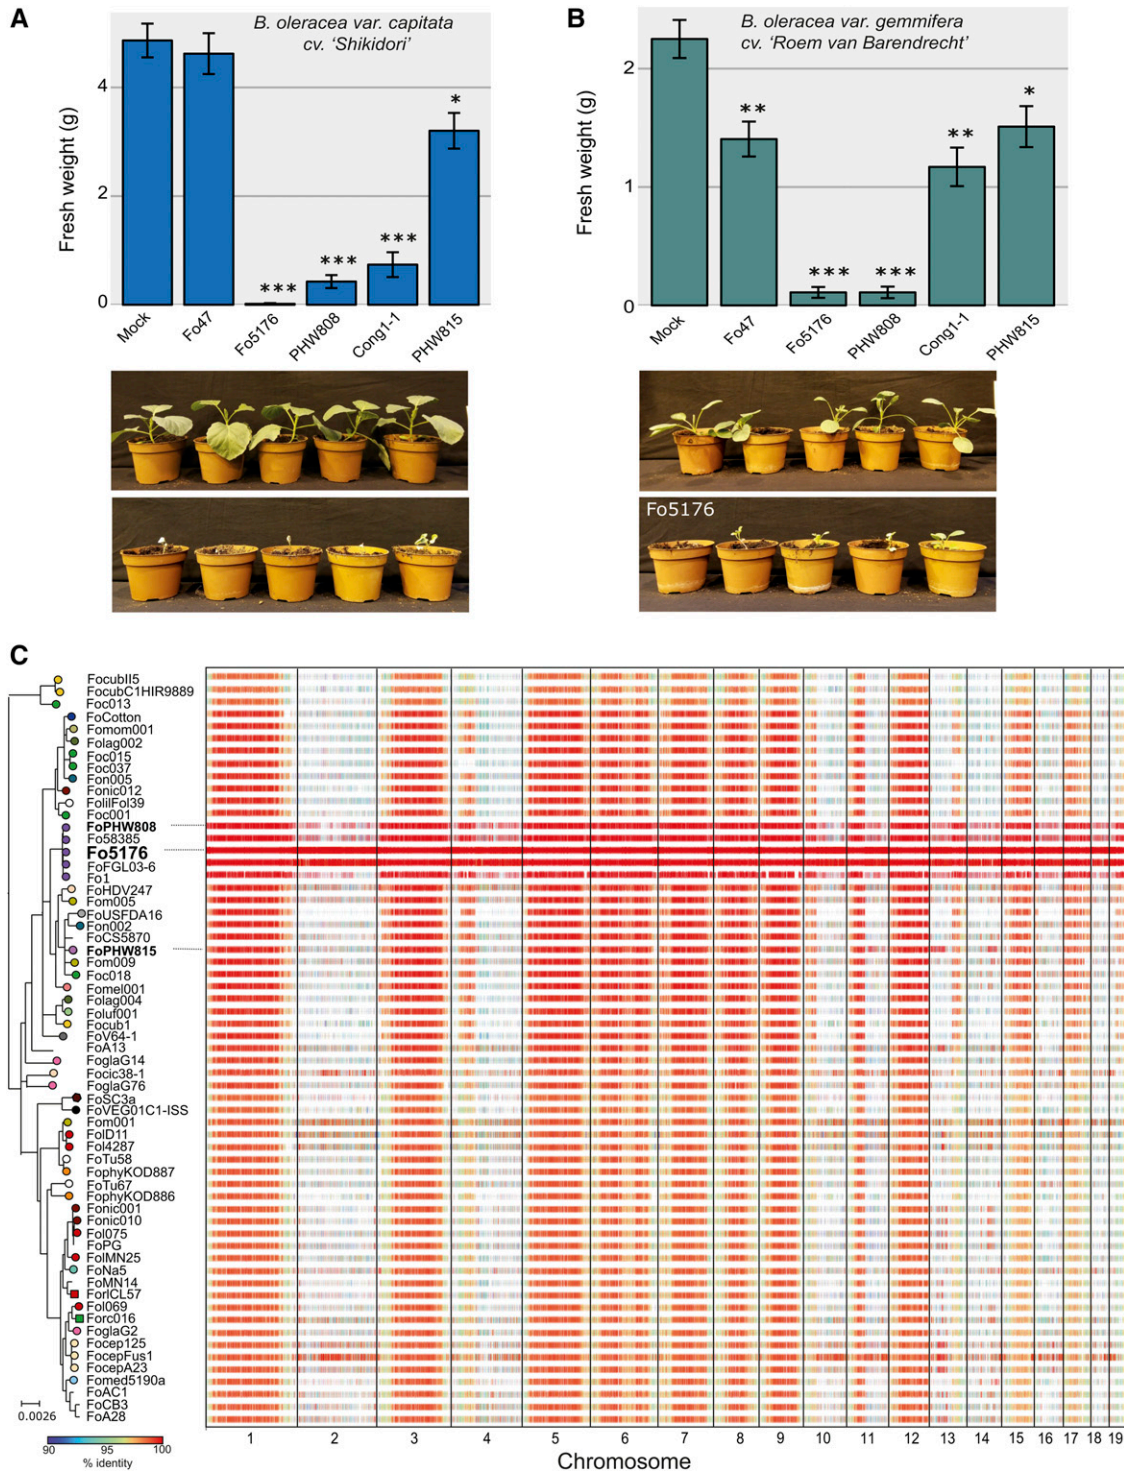 A
B. oleracea var. capitata
cv. ‘Shikidori’
Fresh weight (g)
4
2
0
*
***
***
***
Mock
Fo47
Fo5176
PHW808
Cong1-1
PHW815
B
B. oleracea var. gemmifera
cv. ‘Roem van Barendrecht’
Fresh weight (g)
2
1
0
**
***
***
**
*
Mock
Fo47
Fo5176
PHW808
Cong1-1
PHW815
Fo5176
C
FocubII5
FocubC1HIR9889
Foc013
FoCotton
Fomom001
Folag002
Foc015
Foc037
Fon005
Fonic012
FolilFol39
Foc001
FoPHW808
Fo58385
Fo5176
FoFGL03-6
Fo1
FoHDV247
Fom005
FoUSFDA16
Fon002
FoCS5870
FoPHW815
Fom009
Foc018
Fomel001
Folag004
Foluf001
Focub1
FoV64-1
FoA13
FoglaG14
Focic38-1
FoglaG76
FoSC3a
FoVEG01C1-ISS
Fom001
FolD11
Fol4287
FoTu58
FophyKOD887
FoTu67
FophyKOD886
Fonic001
Fonic010
Fol075
FoPG
FolMN25
FoNa5
FoMN14
ForlCL57
Fol069
Forc016
FoglaG2
Focep125
FocepFus1
FocepA23
Fomed5190a
FoAC1
FoCB3
FoA28
0.0026
90 95 100
% identity
1 2 3 4 5 6 7 8 9 10 11 12 13 14 15 16 17 18 19
Chromosome